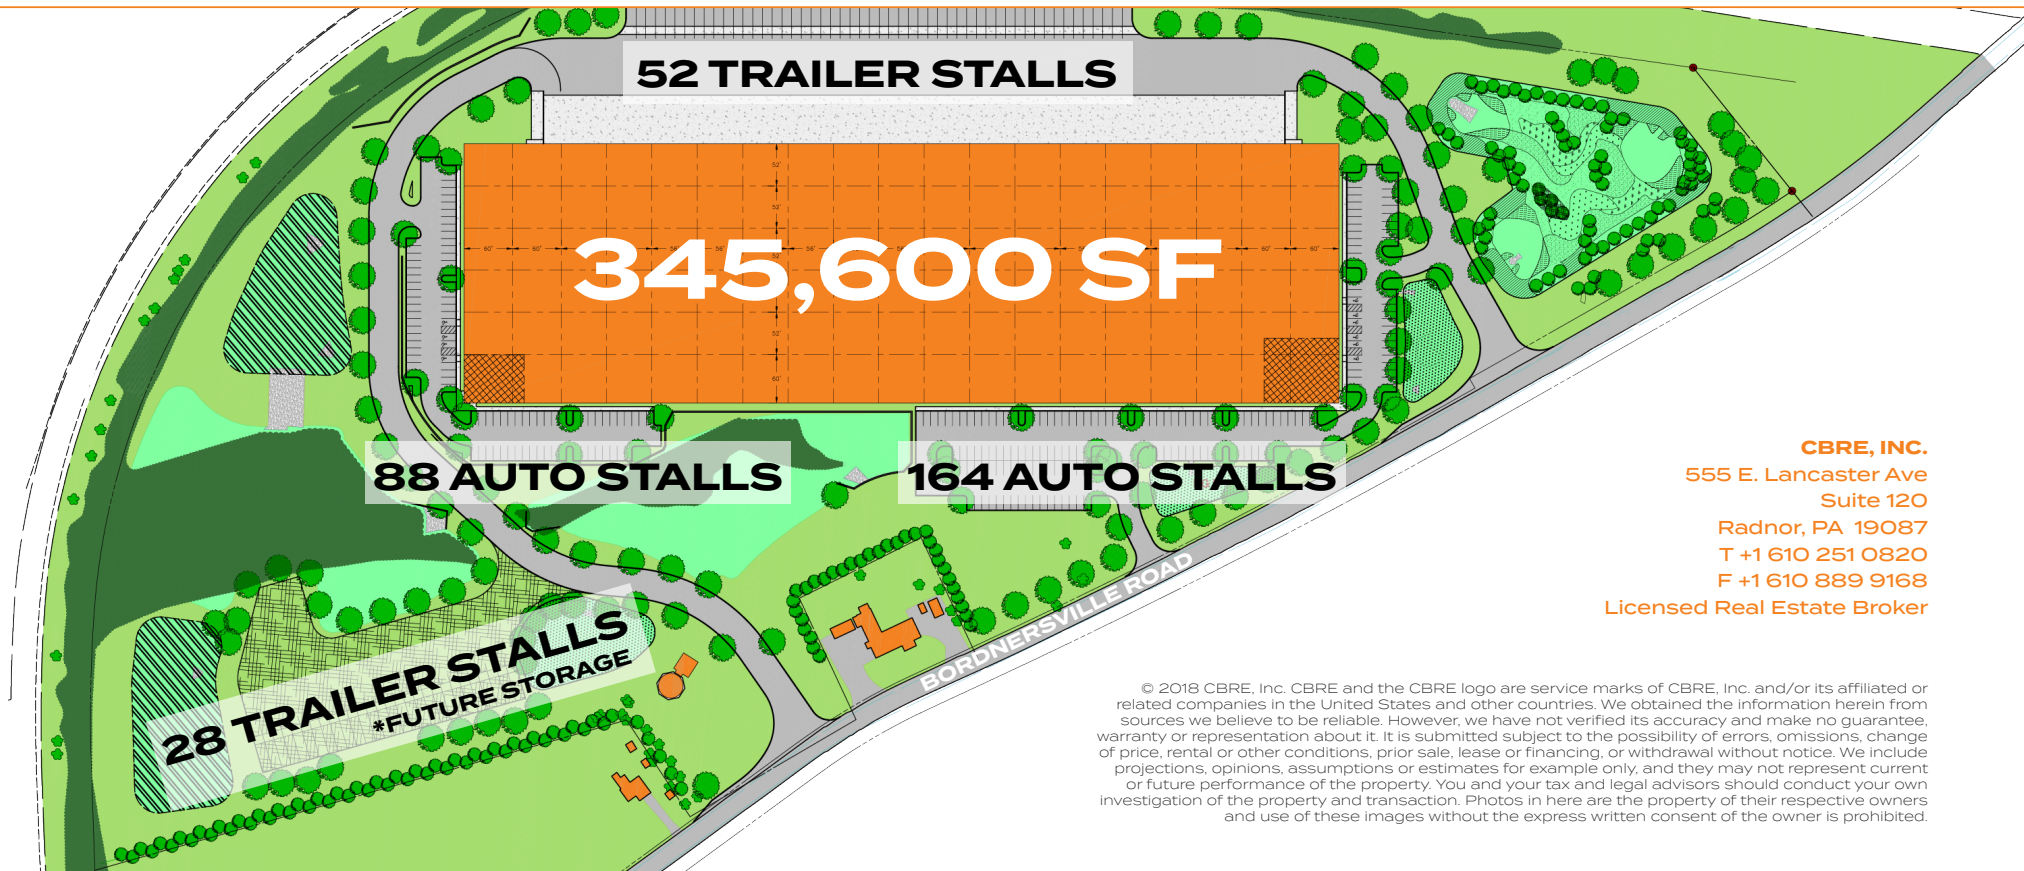 52 TRAILER STALLS
345,600 SF
88 AUTO STALLS
164 AUTO STALLS
28 TRAILER STALLS
*FUTURE STORAGE
BORDNERSVILLE ROAD
CBRE, INC.
555 E. Lancaster Ave
Suite 120
Radnor, PA 19087
T +1 610 251 0820
F +1 610 889 9168
Licensed Real Estate Broker
© 2018 CBRE, Inc. CBRE and the CBRE logo are service marks of CBRE, Inc. and/or its affiliated or
related companies in the United States and other countries. We obtained the information herein from
sources we believe to be reliable. However, we have not verified its accuracy and make no guarantee,
warranty or representation about it. It is submitted subject to the possibility of errors, omissions, change
of price, rental or other conditions, prior sale, lease or financing, or withdrawal without notice. We include
projections, opinions, assumptions or estimates for example only, and they may not represent current
or future performance of the property. You and your tax and legal advisors should conduct your own
investigation of the property and transaction. Photos in here are the property of their respective owners
and use of these images without the express written consent of the owner is prohibited.